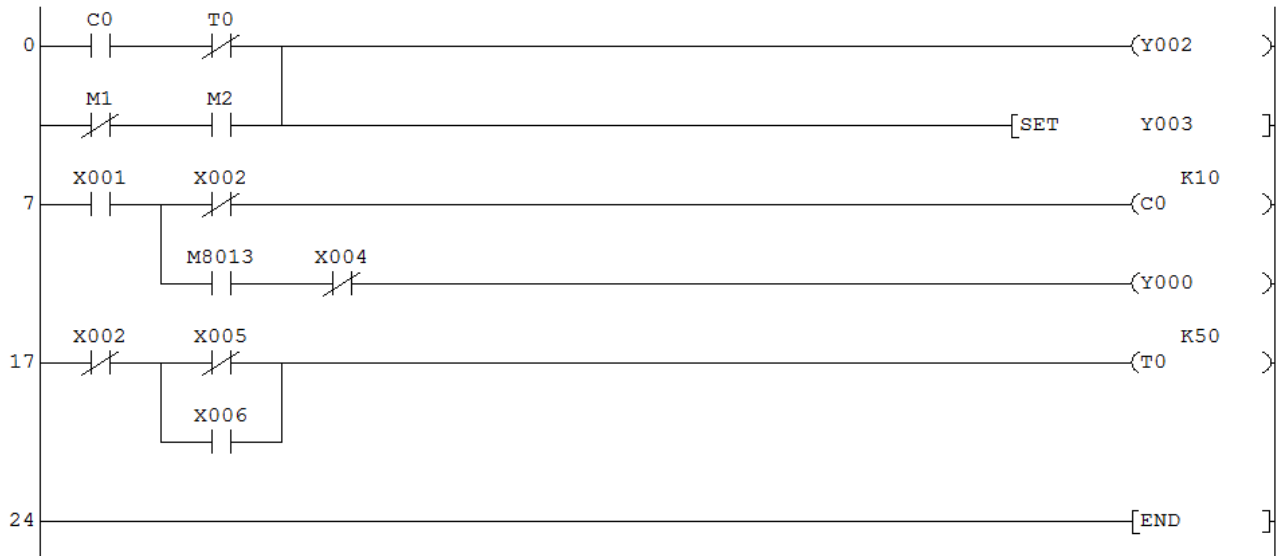 C0 T0
0 Y002
M1 M2
SET Y003
X001 X002 K10
7 C0
M8013 X004
Y000
X002 X005 K50
17 T0
X006
24 END